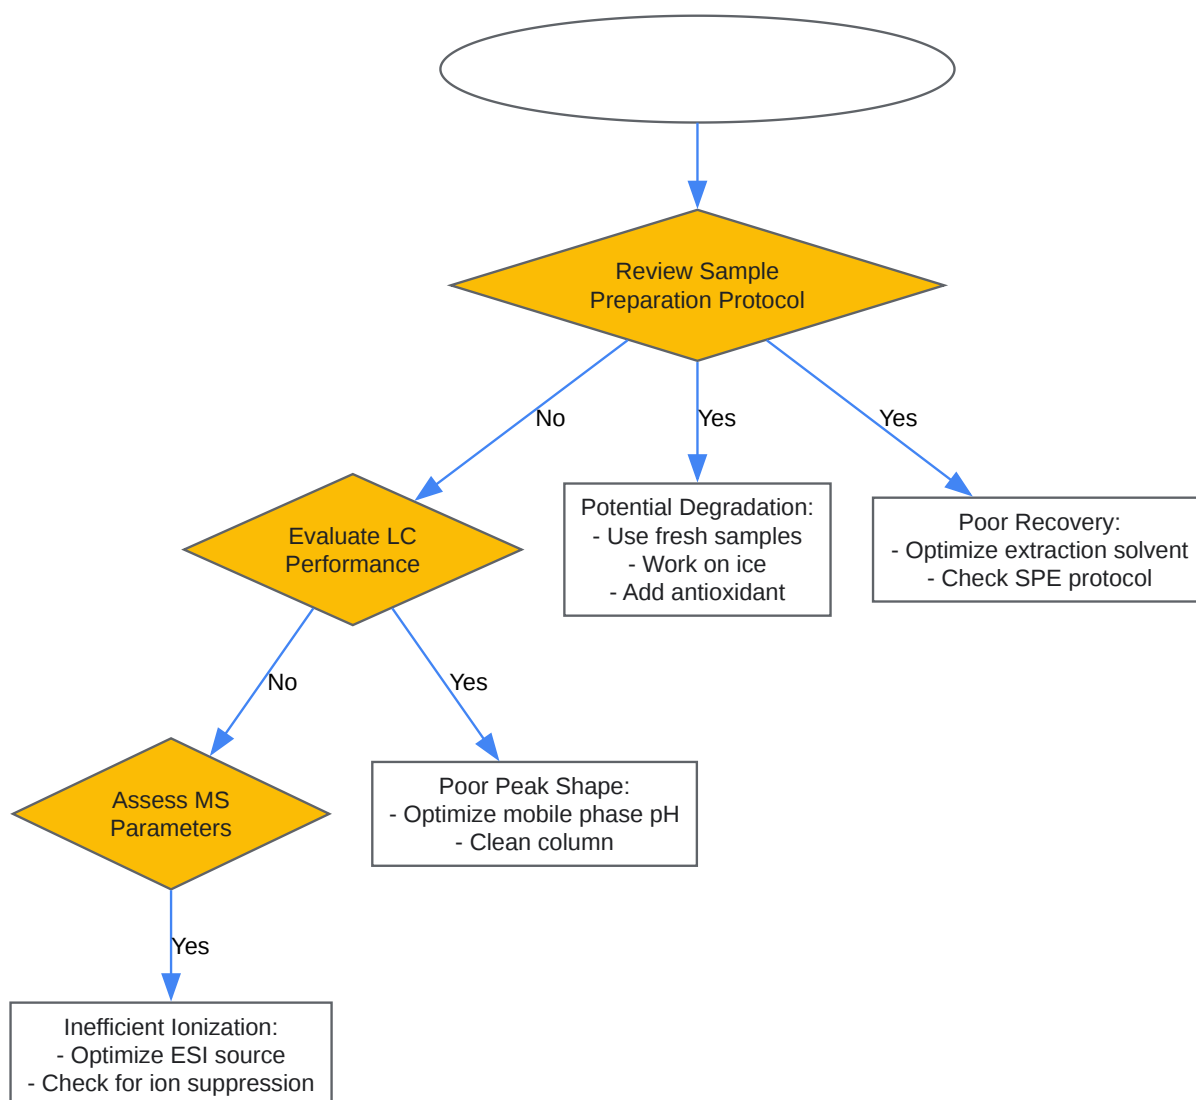 Review Sample
Preparation Protocol
No
Yes
Yes
Evaluate LC
Performance
Potential Degradation:
- Use fresh samples
- Work on ice
- Add antioxidant
Poor Recovery:
- Optimize extraction solvent
- Check SPE protocol
No
Yes
Assess MS
Parameters
Poor Peak Shape:
- Optimize mobile phase pH
- Clean column
Yes
Inefficient Ionization:
- Optimize ESI source
- Check for ion suppression